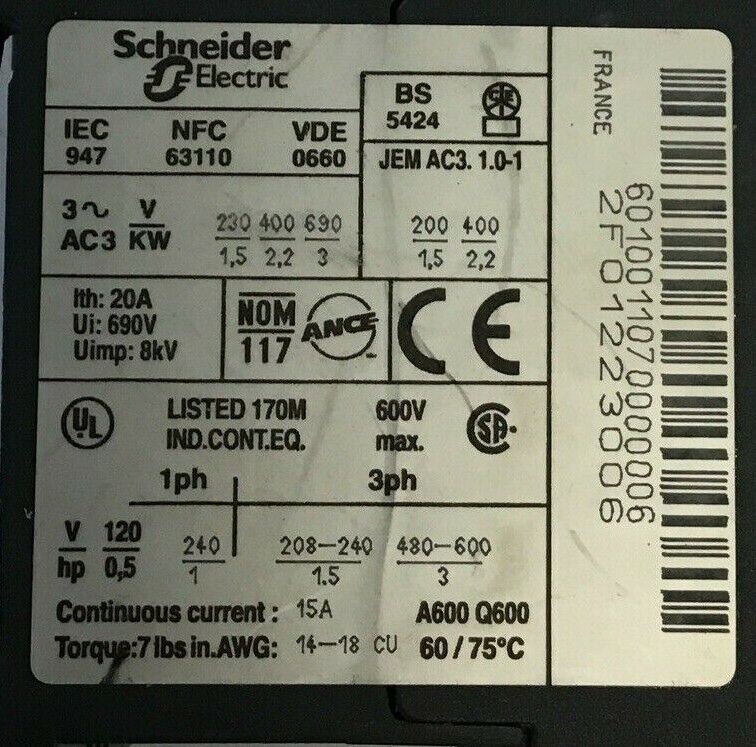 Schneider
Electric
BS
5424
IEC NFC VDE
947 63110 0660
JEM AC3. 1.0-1
3~ V 230 400 690 200 400
AC3 KW 1,5 2,2 3 1,5 2,2
Ith: 20A
Ui: 690V
Uimp: 8kV
NOM
117
ANCE
CE
UL
LISTED 170M 600V
IND.CONT.EQ. max.
SA
1ph 3ph
V 120 240 208-240 480-600
hp 0,5 1 1.5 3
Continuous current: 15A A600 Q600
Torque:7 lbs in.AWG: 14-18 CU 60/75°C
FRANCE
6010011070000006
2F01223006